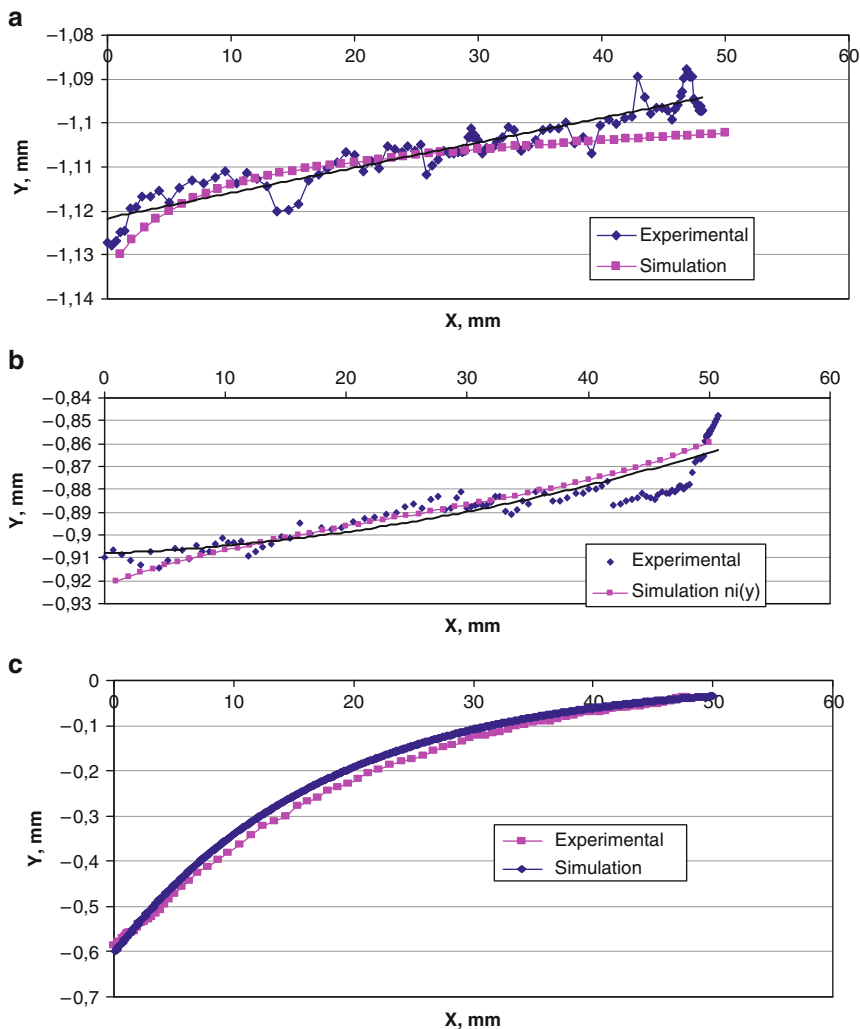 a
−1,08
0 10 20 30 40 50 60
−1,09
−1,1
−1,11
−1,12
−1,13
−1,14
Y, mm
Experimental
Simulation
X, mm
b
0 10 20 30 40 50 60
−0,84
−0,85
−0,86
−0,87
−0,88
−0,89
−0,9
−0,91
−0,92
−0,93
Y, mm
Experimental
Simulation ni(y)
X, mm
c
0
0 10 20 30 40 50 60
−0,1
−0,2
−0,3
−0,4
−0,5
−0,6
−0,7
Y, mm
Experimental
Simulation
X, mm